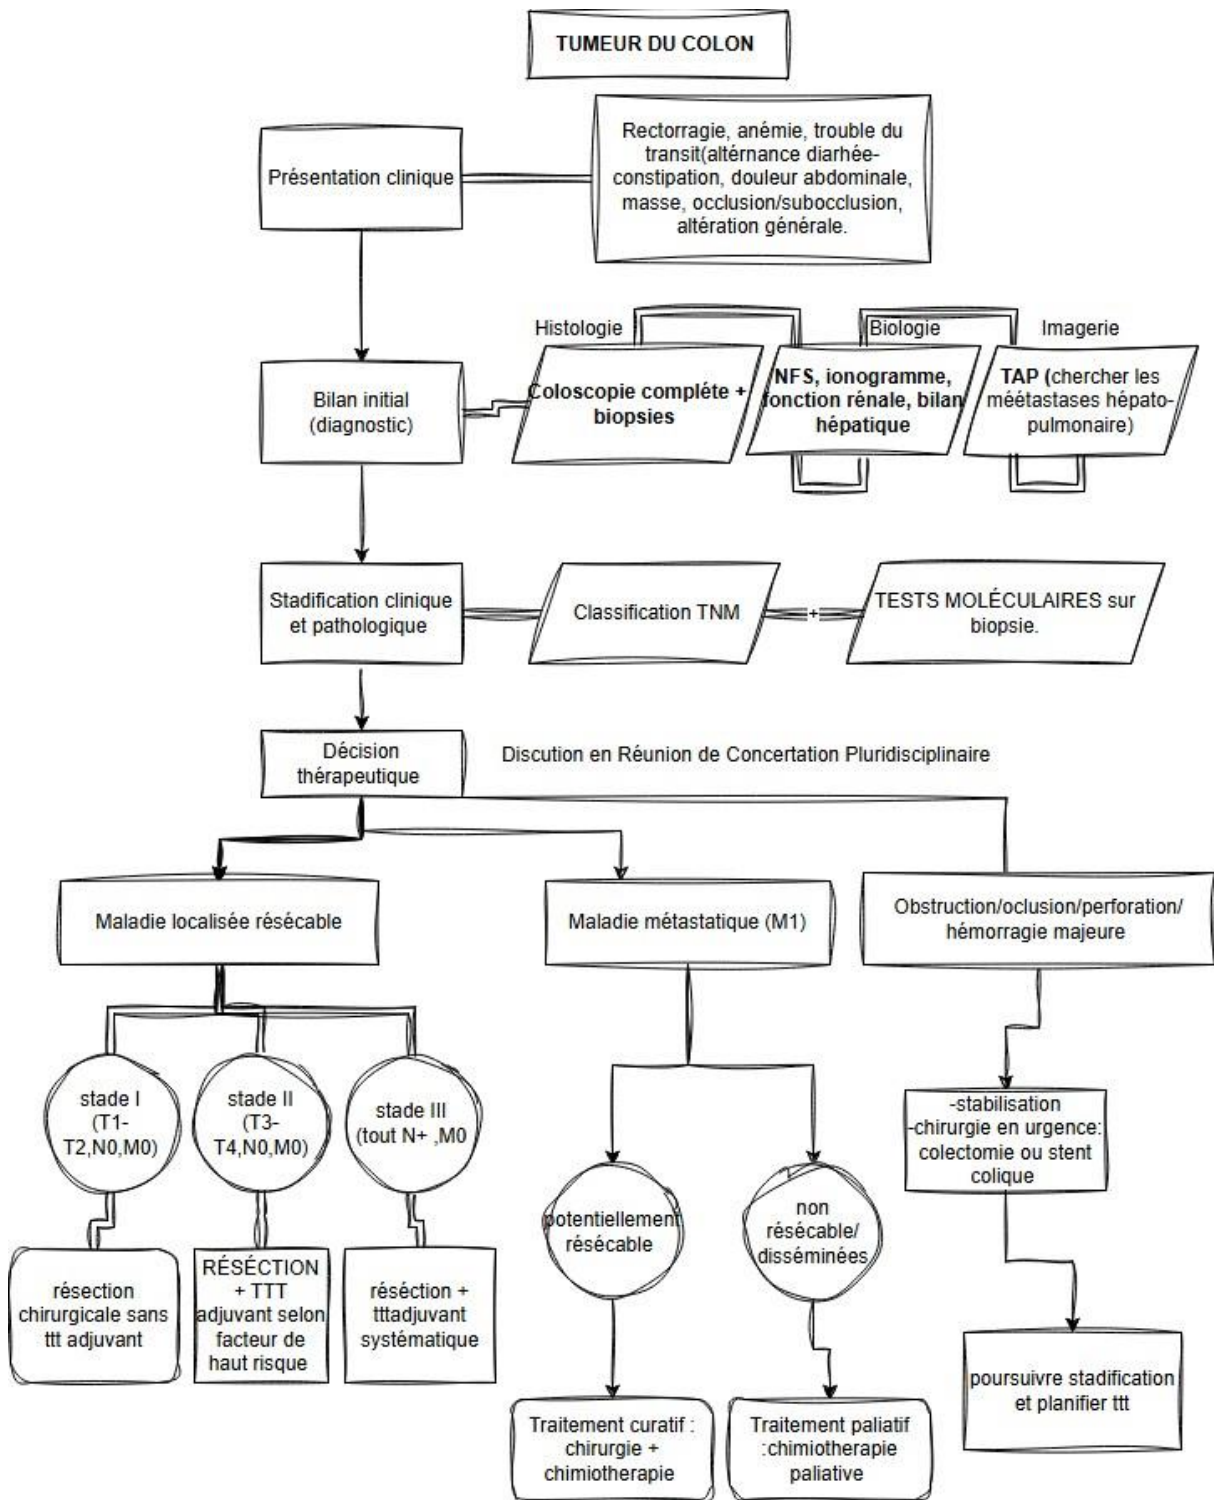 TUMEUR DU COLON
Présentation clinique
Rectorragie, anémie, trouble du
transit(altérnance diarhée-
constipation, douleur abdominale,
masse, occlusion/subocclusion,
altération générale.
Histologie
Biologie
Imagerie
Bilan initial
(diagnostic)
Coloscopie compléte +
biopsies
NFS, ionogramme,
fonction rénale, bilan
hépatique
TAP (chercher les
méétastases hépato-
pulmonaire)
Stadification clinique
et pathologique
Classification TNM
+
TESTS MOLÉCULAIRES sur
biopsie.
Décision
thérapeutique
Discution en Réunion de Concertation Pluridisciplinaire
Maladie localisée résécable
Maladie métastatique (M1)
Obstruction/oclusion/perforation/
hémorragie majeure
stade I
(T1-
T2,N0,M0)
stade II
(T3-
T4,N0,M0)
stade III
(tout N+ ,M0
-stabilisation
-chirurgie en urgence:
colectomie ou stent
colique
potentiellement
résécable
non
résécable/
disséminées
résection
chirurgicale sans
ttt adjuvant
RÉSÉCTION
+ TTT
adjuvant selon
facteur de
haut risque
réséction +
tttadjuvant
systématique
poursuivre stadification
et planifier ttt
Traitement curatif :
chirurgie +
chimiotherapie
Traitement paliatif
:chimiotherapie
paliative